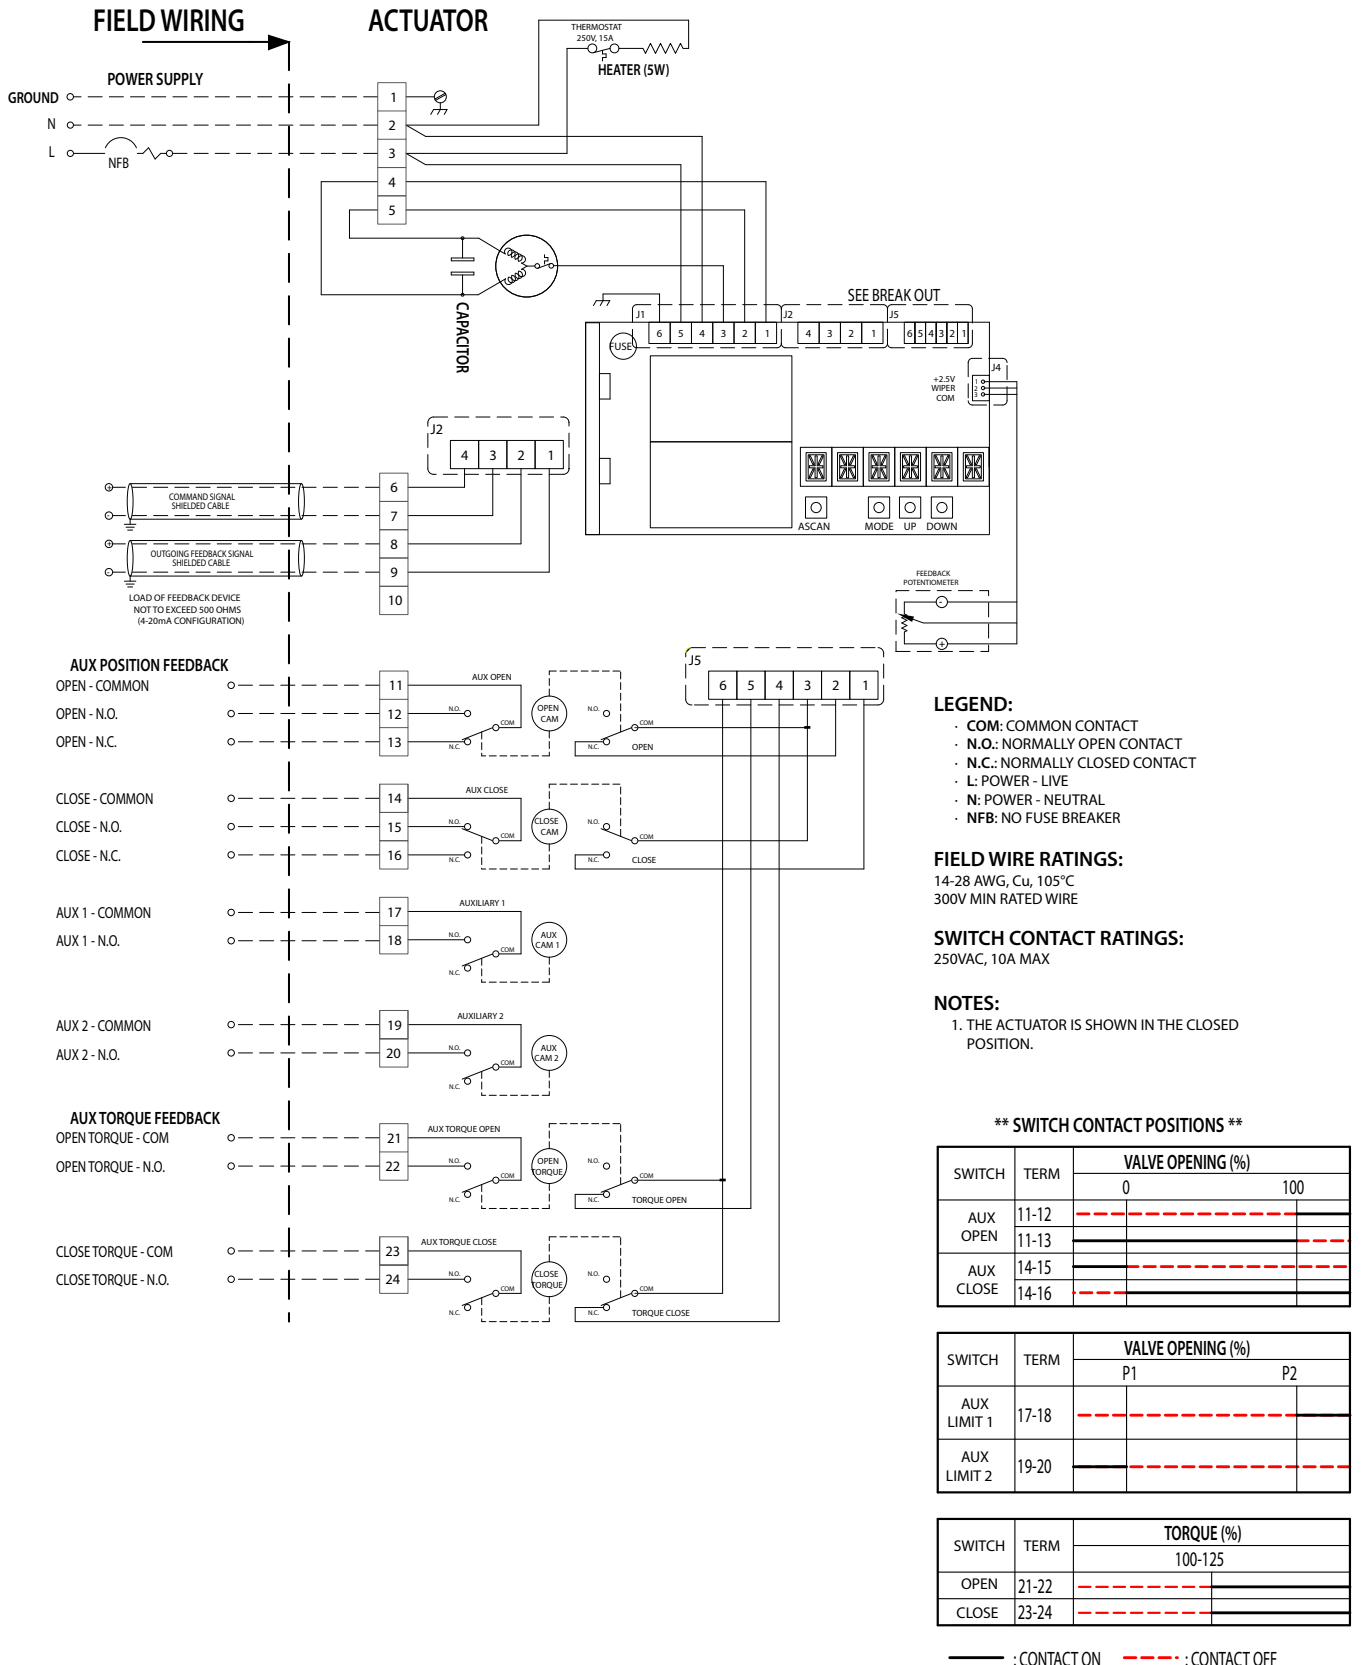 FIELD WIRING
ACTUATOR
THERMOSTAT
250V, 15A
HEATER (5W)
POWER SUPPLY
GROUND
1
N
2
L
NFB
3
4
5
CAPACITOR
SEE BREAK OUT
J1
J2
J5
6 5 4 3 2 1
4 3 2 1
6 5 4 3 2 1
FUSE
J4
+2.5V
WIPER
COM
1
2
3
ASCAN
MODE
UP
DOWN
J2
4 3 2 1
+
COMMAND SIGNAL
SHIELDED CABLE
-
6
7
+
OUTGOING FEEDBACK SIGNAL
SHIELDED CABLE
-
8
9
10
LOAD OF FEEDBACK DEVICE
NOT TO EXCEED 500 OHMS
(4-20mA CONFIGURATION)
FEEDBACK
POTENTIOMETER
-
+
J5
6 5 4 3 2 1
AUX POSITION FEEDBACK
OPEN - COMMON
11
AUX OPEN
OPEN - N.O.
12
N.O.
COM
OPEN
CAM
N.O.
COM
OPEN - N.C.
13
N.C.
N.C.
OPEN
CLOSE - COMMON
14
AUX CLOSE
CLOSE - N.O.
15
N.O.
COM
CLOSE
CAM
N.O.
COM
CLOSE - N.C.
16
N.C.
N.C.
CLOSE
AUX 1 - COMMON
17
AUXILIARY 1
AUX 1 - N.O.
18
N.O.
COM
AUX
CAM 1
N.C.
AUX 2 - COMMON
19
AUXILIARY 2
AUX 2 - N.O.
20
N.O.
COM
AUX
CAM 2
N.C.
AUX TORQUE FEEDBACK
OPEN TORQUE - COM
21
AUX TORQUE OPEN
OPEN TORQUE - N.O.
22
N.O.
COM
OPEN
TORQUE
N.O.
COM
N.C.
N.C.
TORQUE OPEN
CLOSE TORQUE - COM
23
AUX TORQUE CLOSE
CLOSE TORQUE - N.O.
24
N.O.
COM
CLOSE
TORQUE
N.O.
COM
N.C.
N.C.
TORQUE CLOSE
LEGEND:
· COM: COMMON CONTACT
· N.O.: NORMALLY OPEN CONTACT
· N.C.: NORMALLY CLOSED CONTACT
· L: POWER - LIVE
· N: POWER - NEUTRAL
· NFB: NO FUSE BREAKER
FIELD WIRE RATINGS:
14-28 AWG, Cu, 105°C
300V MIN RATED WIRE
SWITCH CONTACT RATINGS:
250VAC, 10A MAX
NOTES:
1. THE ACTUATOR IS SHOWN IN THE CLOSED
POSITION.
** SWITCH CONTACT POSITIONS **
SWITCH TERM VALVE OPENING (%)
0 100
AUX
OPEN
11-12
11-13
AUX
CLOSE
14-15
14-16
SWITCH TERM VALVE OPENING (%)
P1 P2
AUX
LIMIT 1
17-18
AUX
LIMIT 2
19-20
SWITCH TERM TORQUE (%)
100-125
OPEN 21-22
CLOSE 23-24
: CONTACT ON : CONTACT OFF